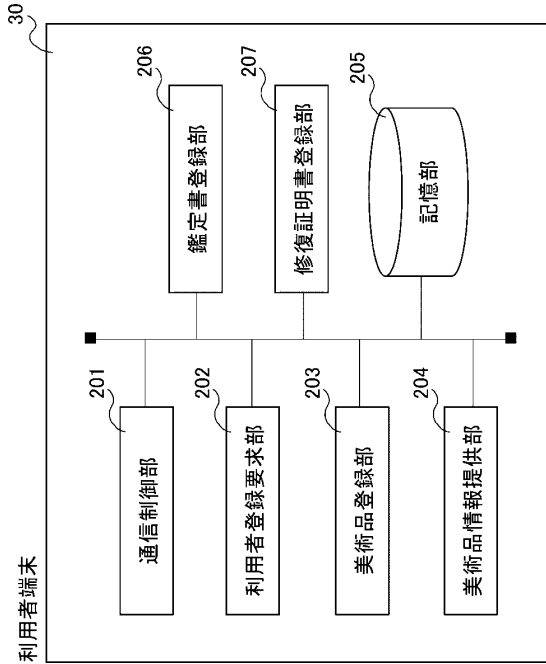 利用者端末
30
201
通信制御部
202
利用者登録要求部
203
美術品登録部
204
美術品情報提供部
206
鑑定書登録部
207
修復証明書登録部
205
記憶部